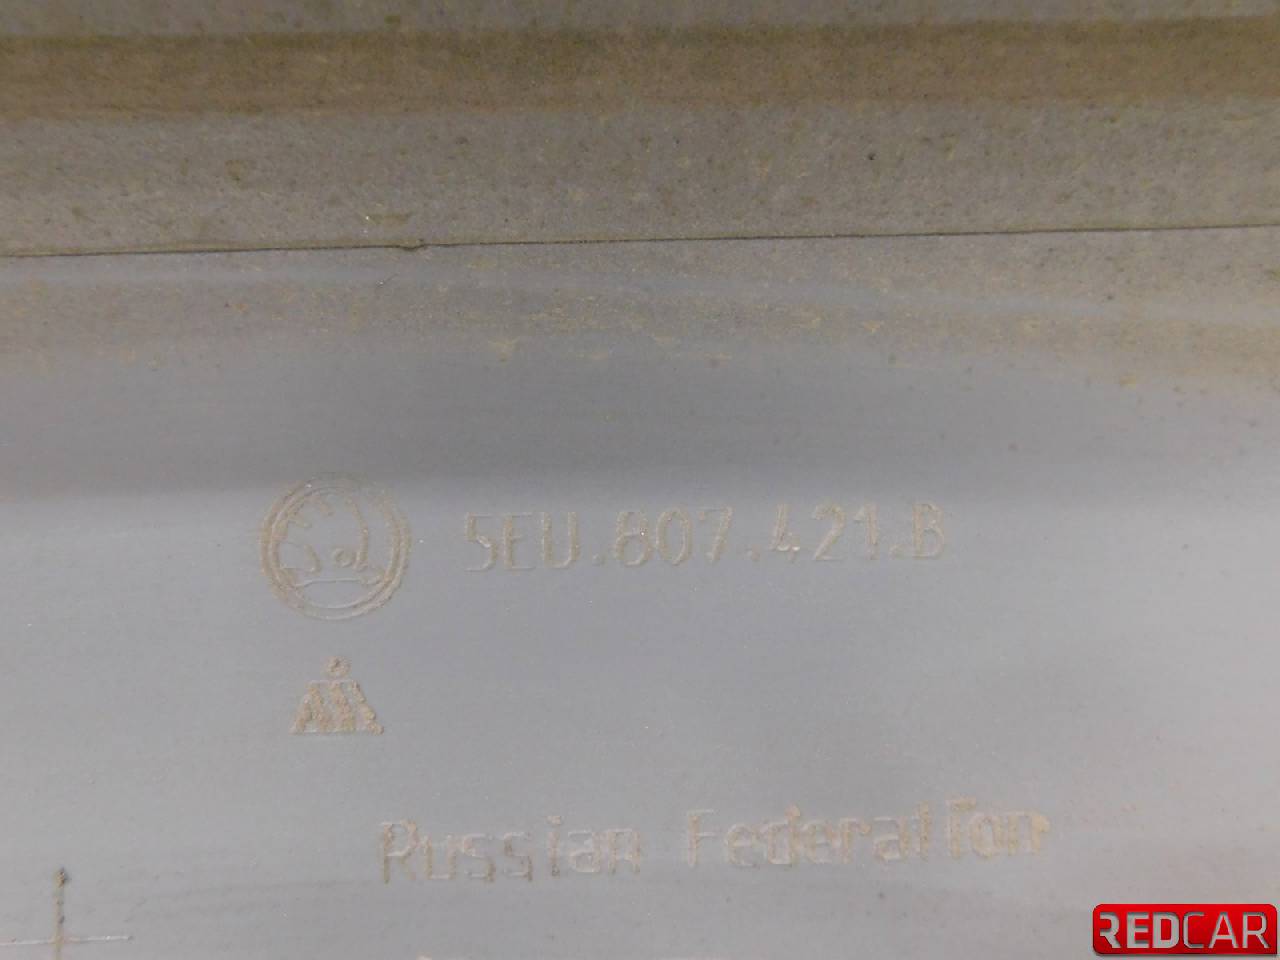 5EU.807.421.B
Russian Federation
REDCAR